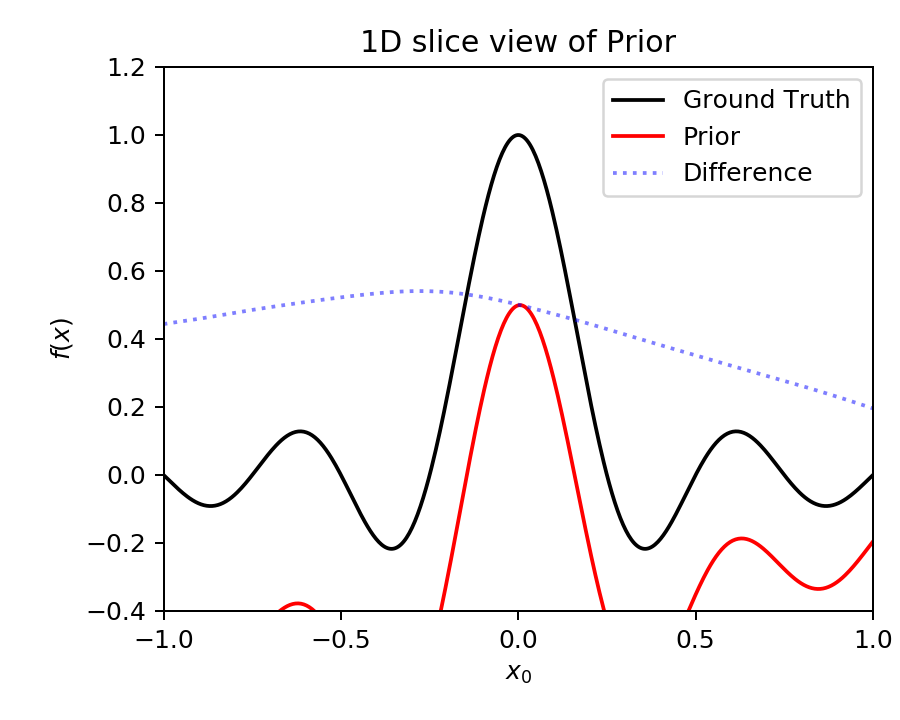 1D slice view of Prior
Ground Truth
Prior
Difference
f(x)
1.2
1.0
0.8
0.6
0.4
0.2
0.0
−0.2
−0.4
−1.0 −0.5 0.0 0.5 1.0
x₀